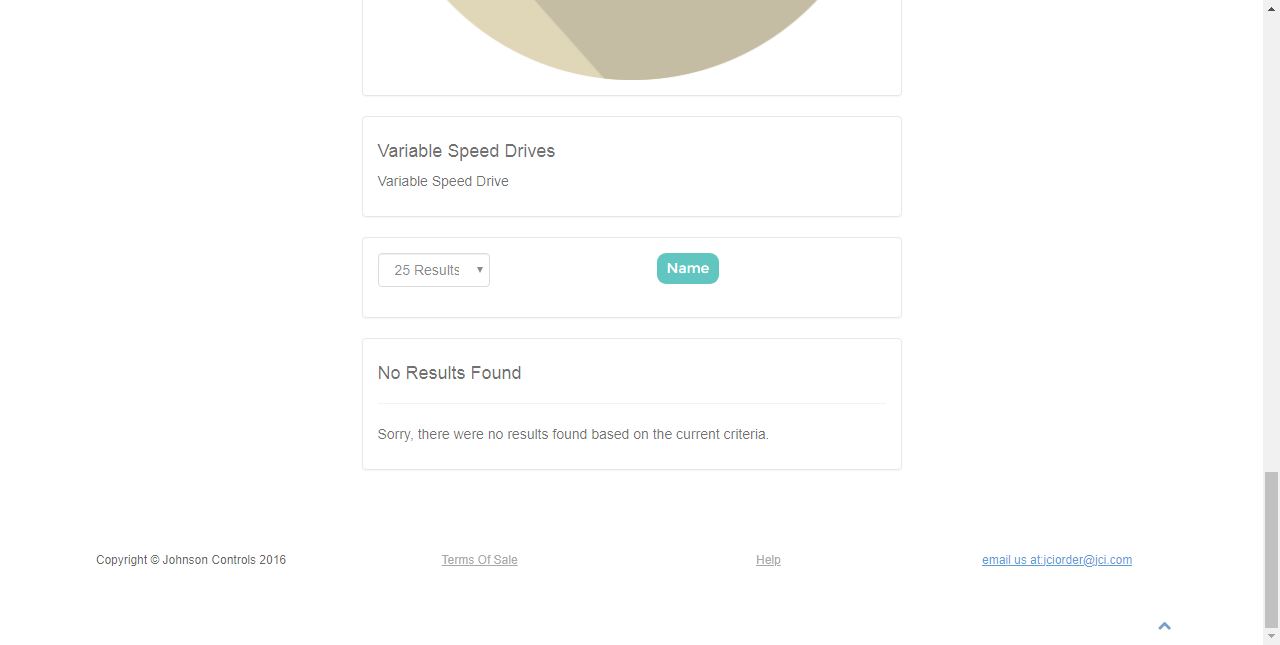 Variable Speed Drives
Variable Speed Drive
25 Results
Name
No Results Found
Sorry, there were no results found based on the current criteria.
Copyright © Johnson Controls 2016
Terms Of Sale
Help
email us at:jciorder@jci.com